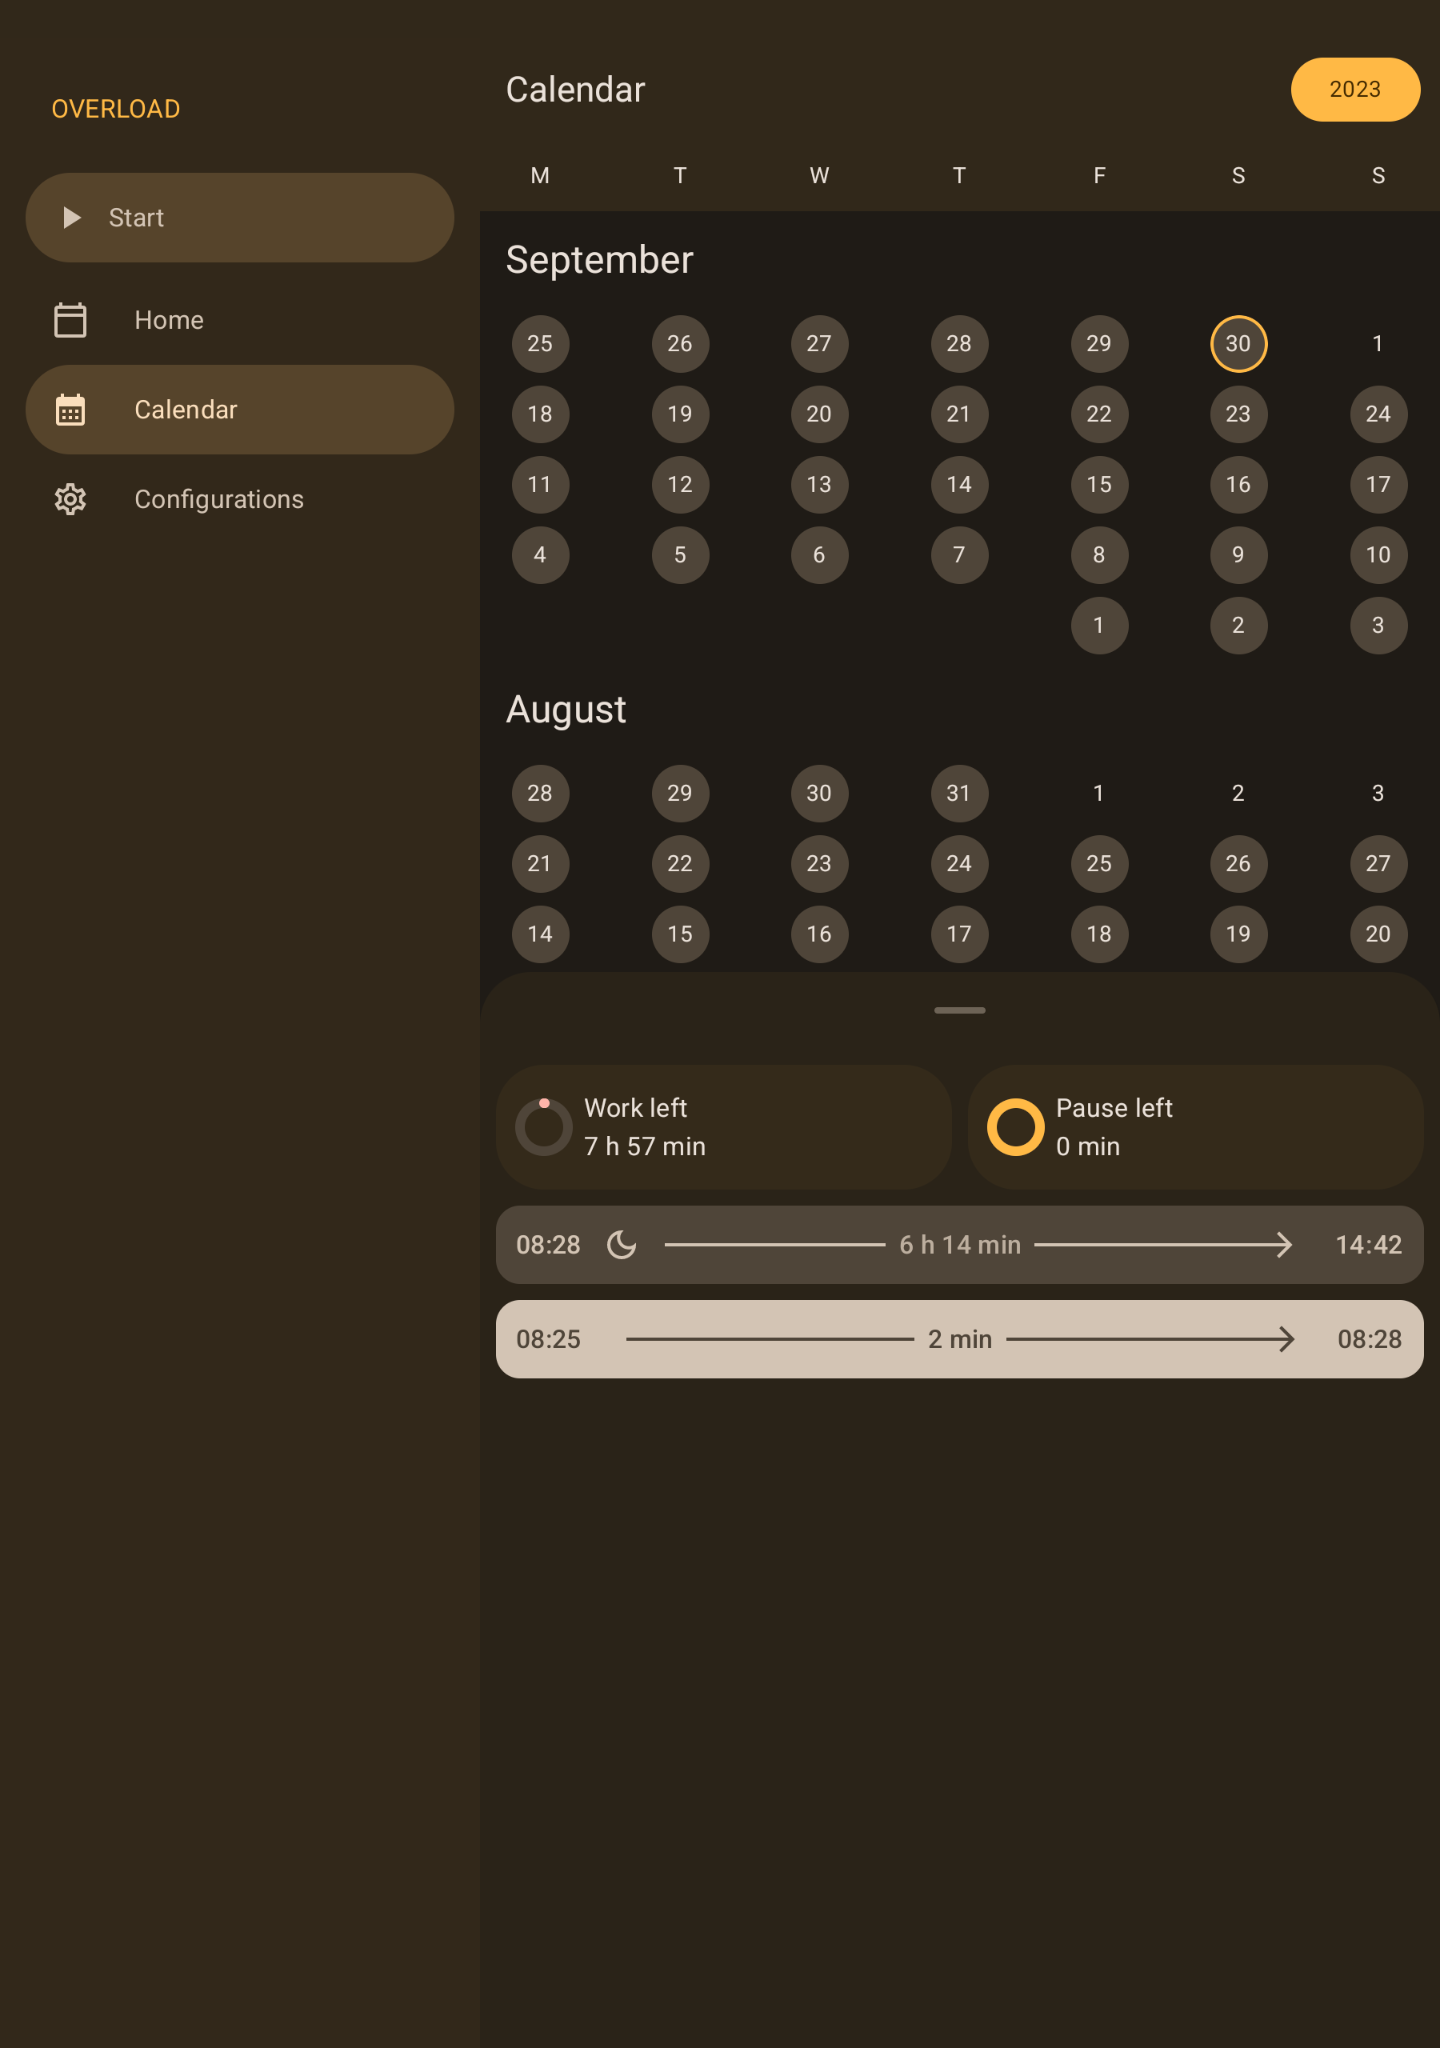 OVERLOAD
Start
Home
Calendar
Configurations
Calendar
2023
M T W T F S S
September
25 26 27 28 29 30 1
18 19 20 21 22 23 24
11 12 13 14 15 16 17
4 5 6 7 8 9 10
1 2 3
August
28 29 30 31 1 2 3
21 22 23 24 25 26 27
14 15 16 17 18 19 20
Work left
7 h 57 min
Pause left
0 min
08:28 6 h 14 min 14:42
08:25 2 min 08:28